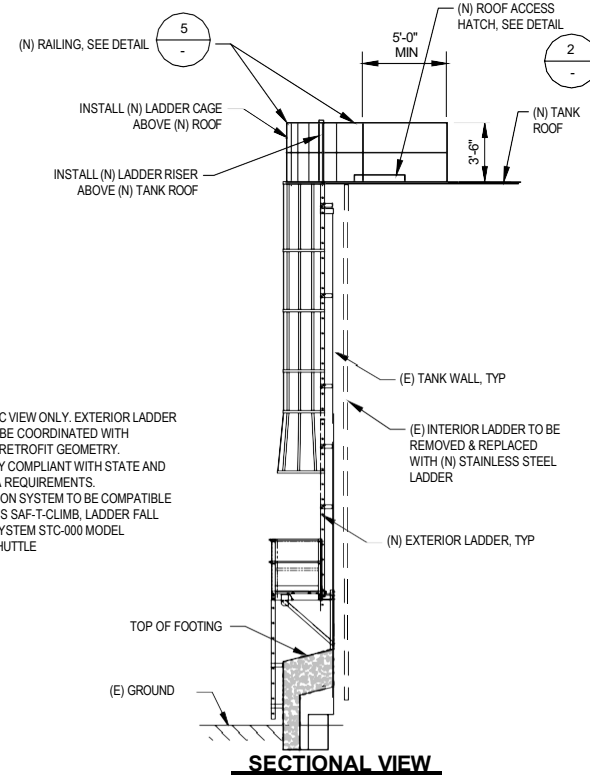 (N) ROOF ACCESS
HATCH, SEE DETAIL
5
-
(N) RAILING, SEE DETAIL
5'-0"
MIN
2
-
INSTALL (N) LADDER CAGE
ABOVE (N) ROOF
(N) TANK
ROOF
3'-6"
INSTALL (N) LADDER RISER
ABOVE (N) TANK ROOF
(E) TANK WALL, TYP
C VIEW ONLY. EXTERIOR LADDER
BE COORDINATED WITH
RETROFIT GEOMETRY.
Y COMPLIANT WITH STATE AND
A REQUIREMENTS.
ON SYSTEM TO BE COMPATIBLE
S SAF-T-CLIMB, LADDER FALL
YSTEM STC-000 MODEL
HUTTLE
(E) INTERIOR LADDER TO BE
REMOVED & REPLACED
WITH (N) STAINLESS STEEL
LADDER
(N) EXTERIOR LADDER, TYP
TOP OF FOOTING
(E) GROUND
SECTIONAL VIEW